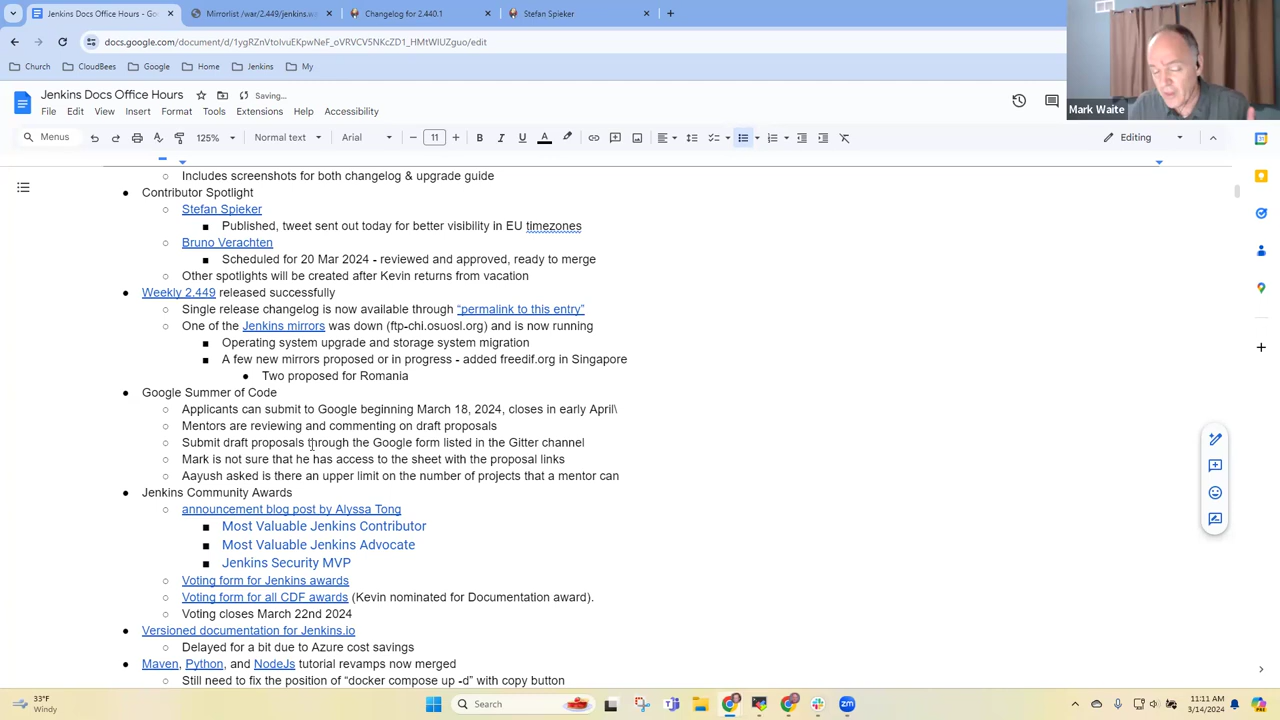 Jenkins Docs Office Hours - Go
Mirrorlist /war/2.449/jenkins.wa
Changelog for 2.440.1
Stefan Spieker
docs.google.com/document/d/1ygRZnVtoIvuEKpwNeF_oVRVCV5NKcZD1_HMtWIUZguo/edit
Church
CloudBees
Google
Home
Jenkins
My
Mark Waite
Jenkins Docs Office Hours
Saving...
File Edit View Insert Format Tools Extensions Help Accessibility
Menus
125%
Normal text
Arial
11
Editing
Includes screenshots for both changelog & upgrade guide
Contributor Spotlight
Stefan Spieker
Published, tweet sent out today for better visibility in EU timezones
Bruno Verachten
Scheduled for 20 Mar 2024 - reviewed and approved, ready to merge
Other spotlights will be created after Kevin returns from vacation
Weekly 2.449 released successfully
Single release changelog is now available through “permalink to this entry”
One of the Jenkins mirrors was down (ftp-chi.osuosl.org) and is now running
Operating system upgrade and storage system migration
A few new mirrors proposed or in progress - added freedif.org in Singapore
Two proposed for Romania
Google Summer of Code
Applicants can submit to Google beginning March 18, 2024, closes in early April\
Mentors are reviewing and commenting on draft proposals
Submit draft proposals through the Google form listed in the Gitter channel
Mark is not sure that he has access to the sheet with the proposal links
Aayush asked is there an upper limit on the number of projects that a mentor can
Jenkins Community Awards
announcement blog post by Alyssa Tong
Most Valuable Jenkins Contributor
Most Valuable Jenkins Advocate
Jenkins Security MVP
Voting form for Jenkins awards
Voting form for all CDF awards (Kevin nominated for Documentation award).
Voting closes March 22nd 2024
Versioned documentation for Jenkins.io
Delayed for a bit due to Azure cost savings
Maven, Python, and NodeJs tutorial revamps now merged
Still need to fix the position of “docker compose up -d” with copy button
33°F
Windy
Search
11:11 AM
3/14/2024